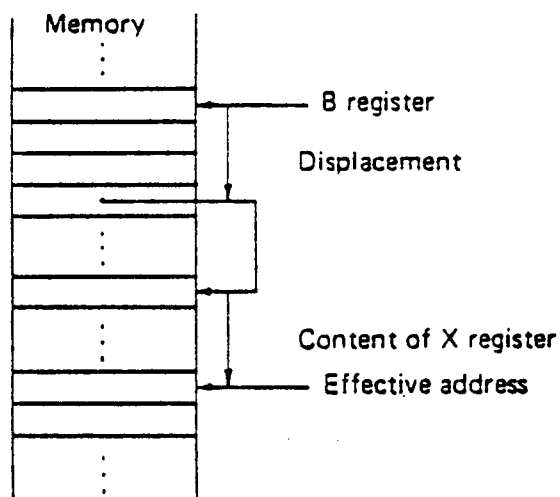 Memory
B register
Displacement
Content of X register
Effective address